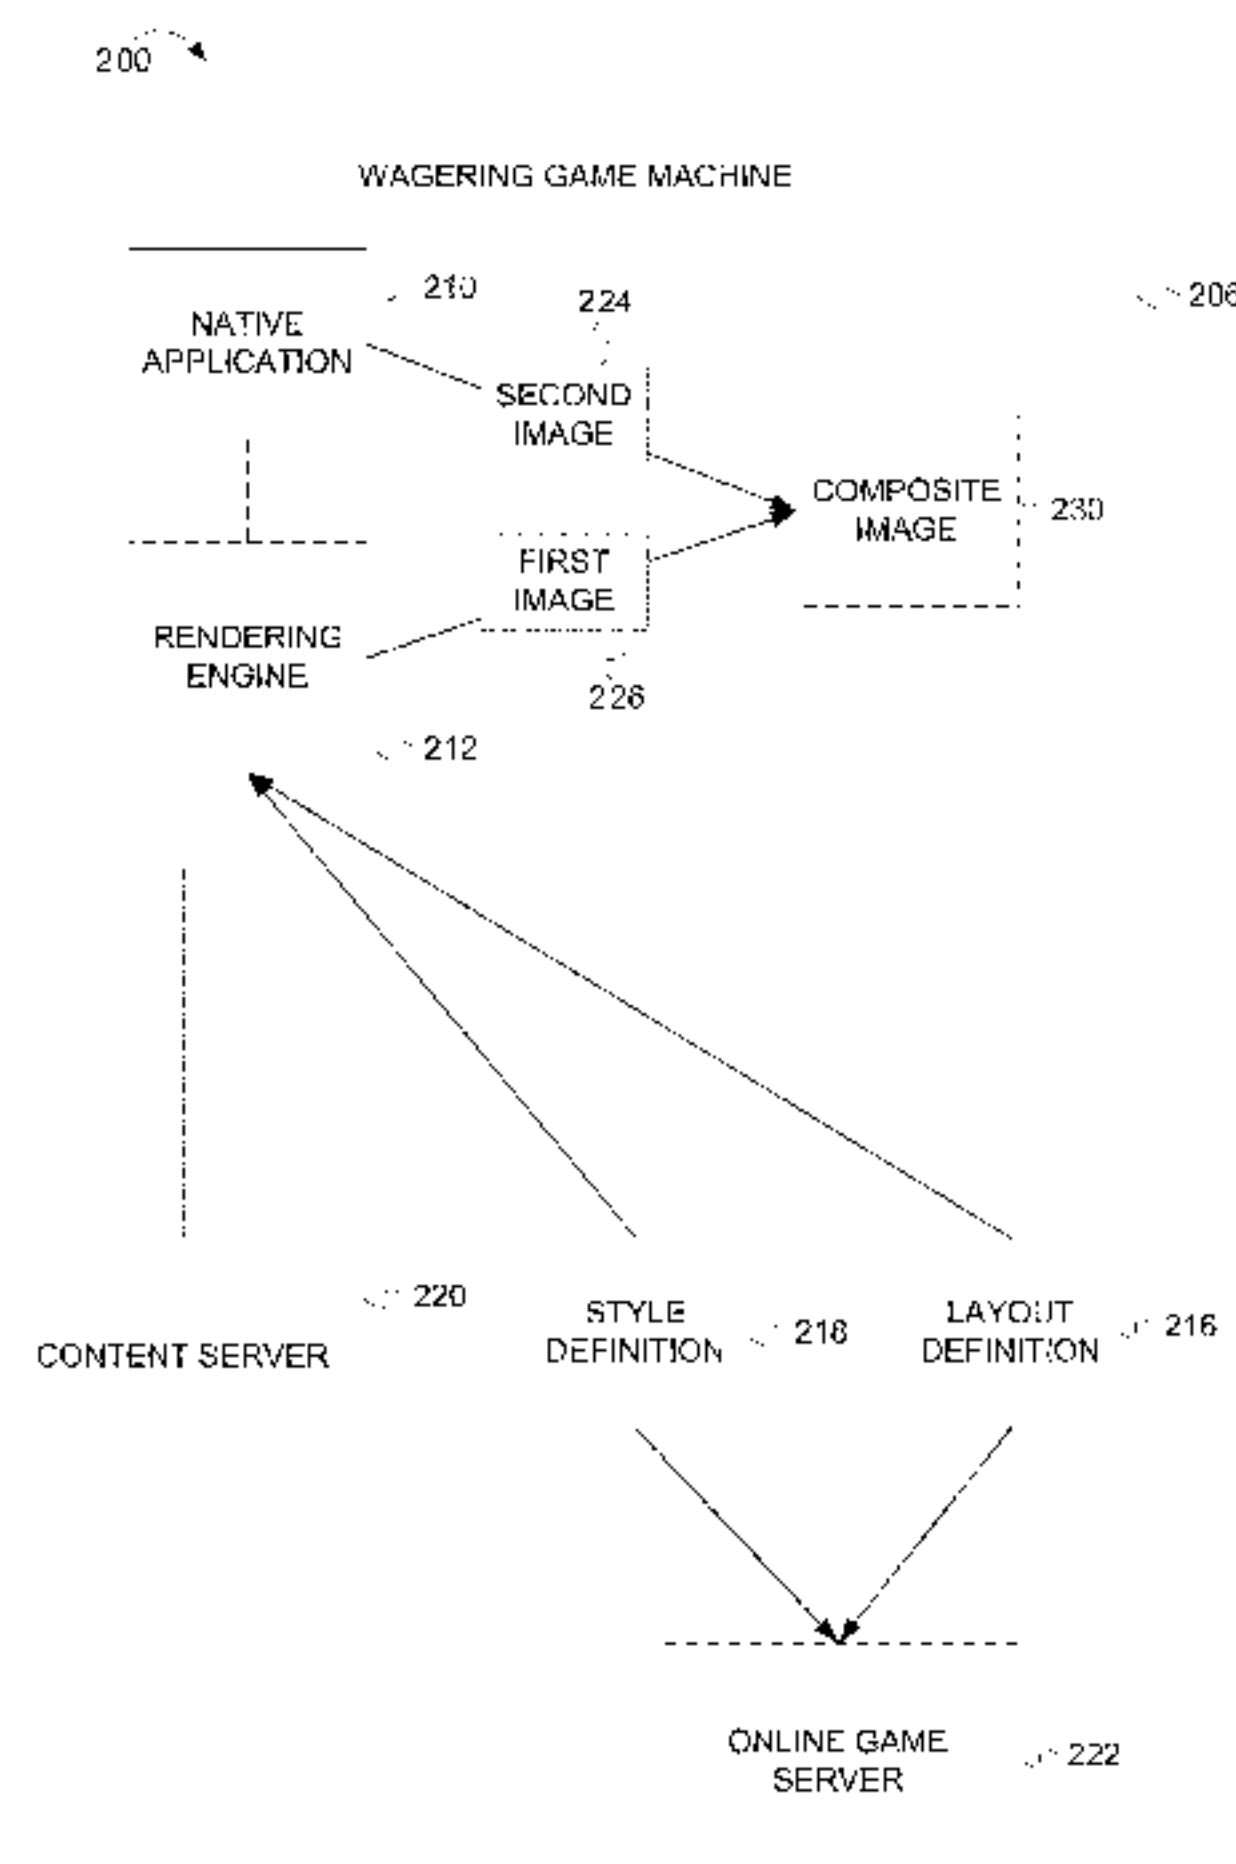 200
WAGERING GAME MACHINE
210
224
206
NATIVE
APPLICATION
SECOND
IMAGE
COMPOSITE
IMAGE
230
FIRST
IMAGE
RENDERING
ENGINE
226
212
220
STYLE
DEFINITION
218
LAYOUT
DEFINITION
216
CONTENT SERVER
ONLINE GAME
SERVER
222